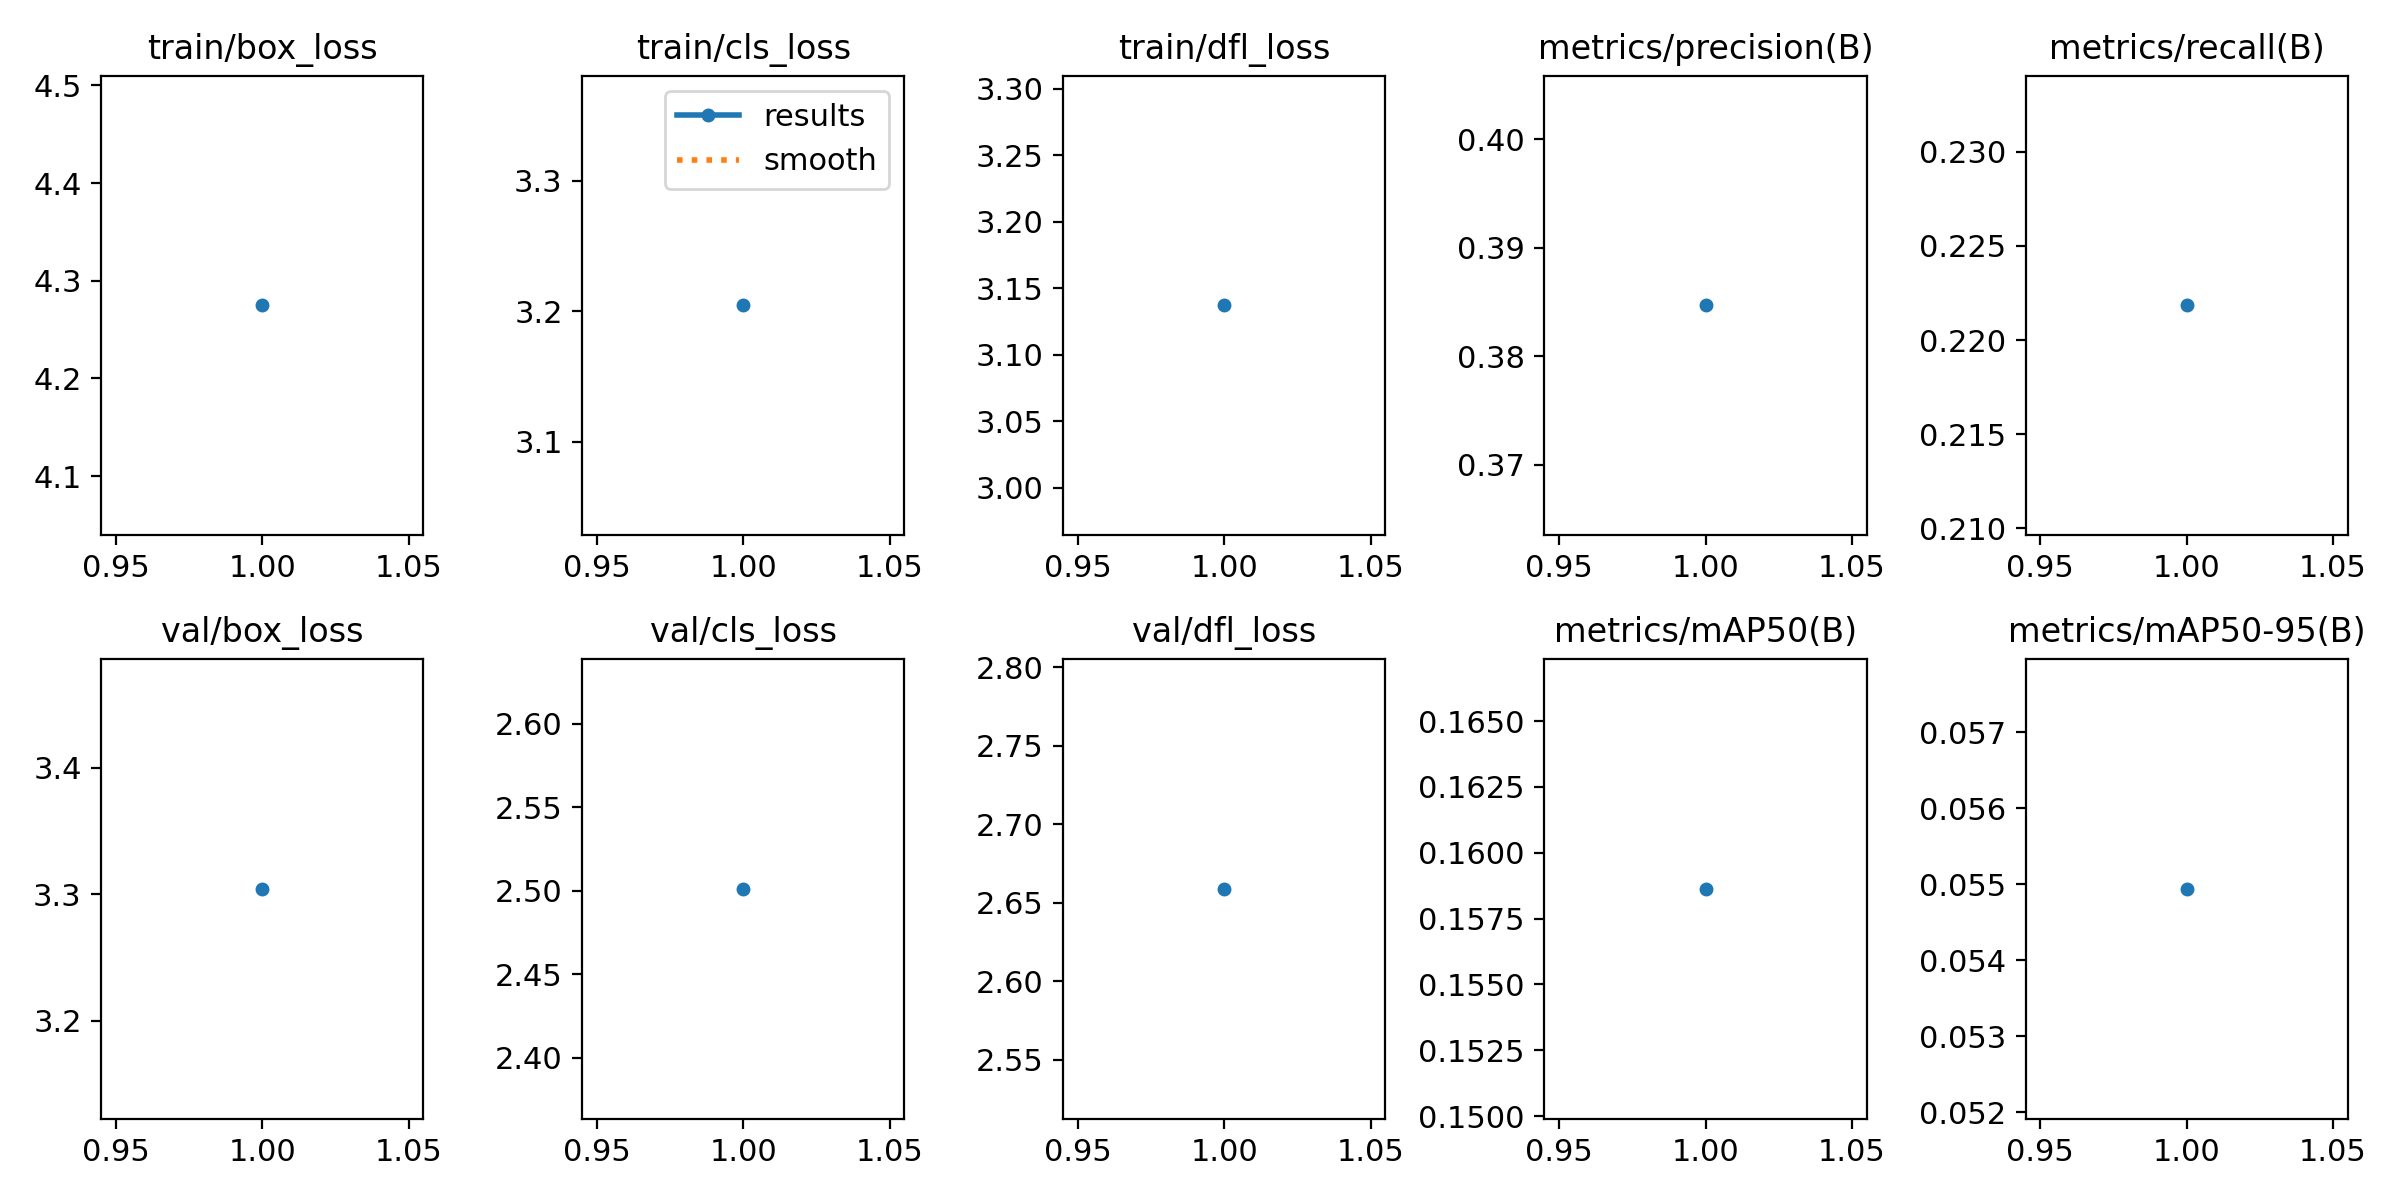 train/box_loss
4.5
4.4
4.3
4.2
4.1
0.95 1.00 1.05
train/cls_loss
results
smooth
3.3
3.2
3.1
0.95 1.00 1.05
train/dfl_loss
3.30
3.25
3.20
3.15
3.10
3.05
3.00
0.95 1.00 1.05
metrics/precision(B)
0.40
0.39
0.38
0.37
0.95 1.00 1.05
metrics/recall(B)
0.230
0.225
0.220
0.215
0.210
0.95 1.00 1.05
val/box_loss
3.4
3.3
3.2
0.95 1.00 1.05
val/cls_loss
2.60
2.55
2.50
2.45
2.40
0.95 1.00 1.05
val/dfl_loss
2.80
2.75
2.70
2.65
2.60
2.55
0.95 1.00 1.05
metrics/mAP50(B)
0.1650
0.1625
0.1600
0.1575
0.1550
0.1525
0.1500
0.95 1.00 1.05
metrics/mAP50-95(B)
0.057
0.056
0.055
0.054
0.053
0.052
0.95 1.00 1.05